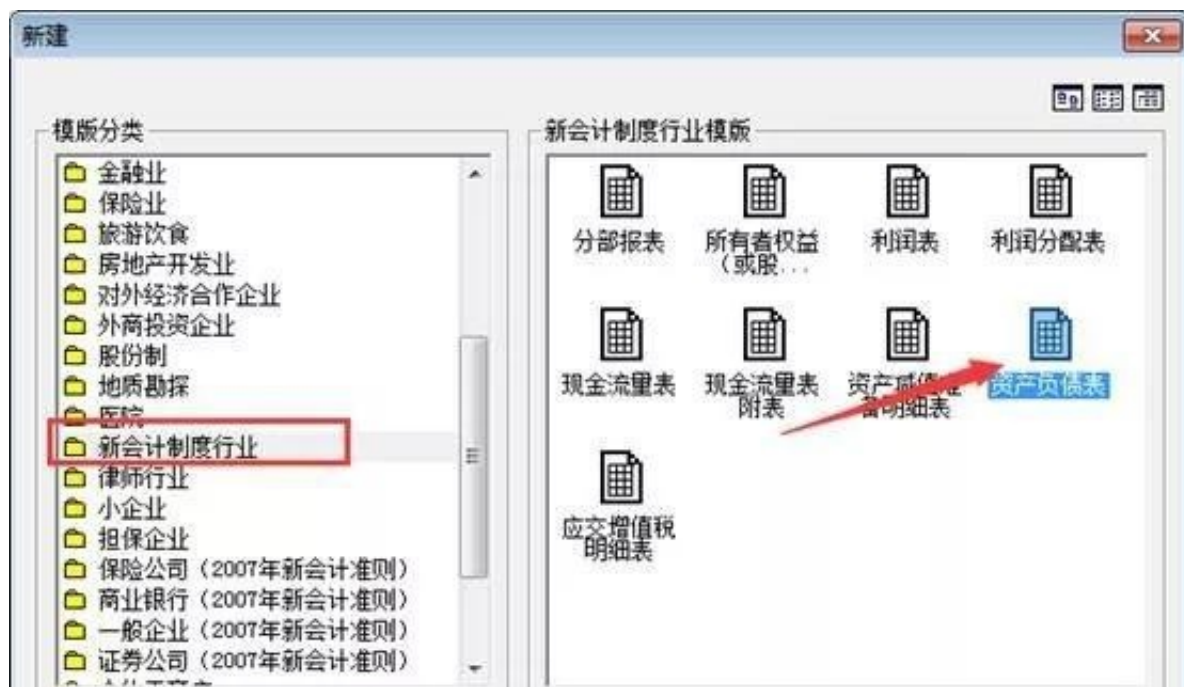 新建
模版分类
金融业
保险业
旅游饮食
房地产开发业
对外经济合作企业
外商投资企业
股份制
地质勘探
医院
新会计制度行业
律师行业
小企业
担保企业
保险公司（2007年新会计准则）
商业银行（2007年新会计准则）
一般企业（2007年新会计准则）
证券公司（2007年新会计准则）
新会计制度行业模版
分部报表
所有者权益
（或股...
利润表
利润分配表
现金流量表
现金流量表
附表
资产减值准
备明细表
资产负债表
应交增值税
明细表